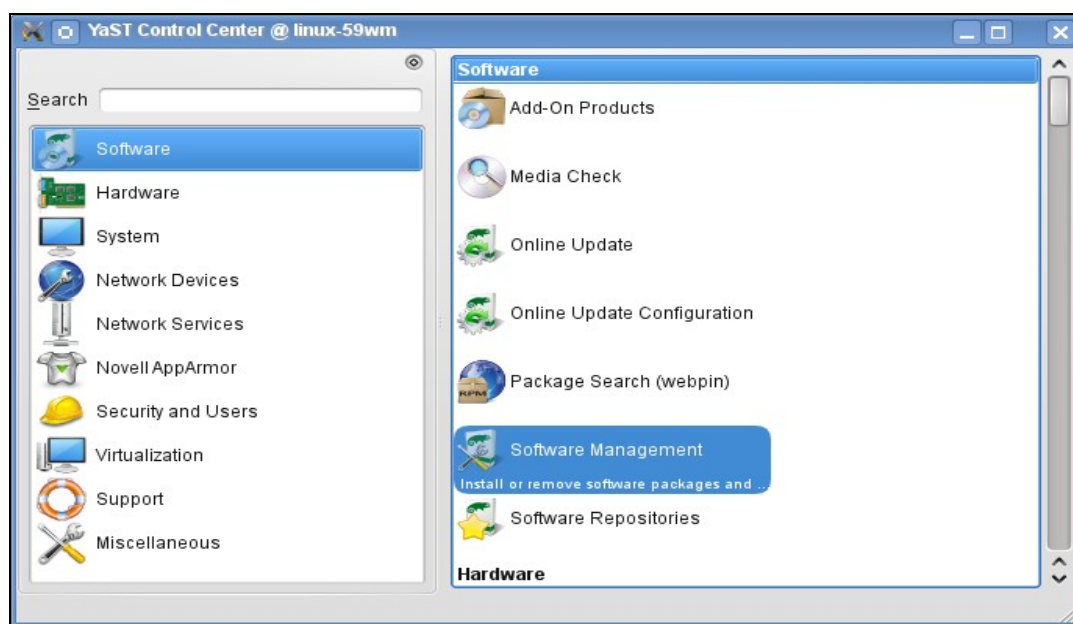 YaST Control Center @ linux-59wm
Search
Software
Hardware
System
Network Devices
Network Services
Novell AppArmor
Security and Users
Virtualization
Support
Miscellaneous
Software
Add-On Products
Media Check
Online Update
Online Update Configuration
RPM
Package Search (webpin)
Software Management
Install or remove software packages and ...
Software Repositories
Hardware